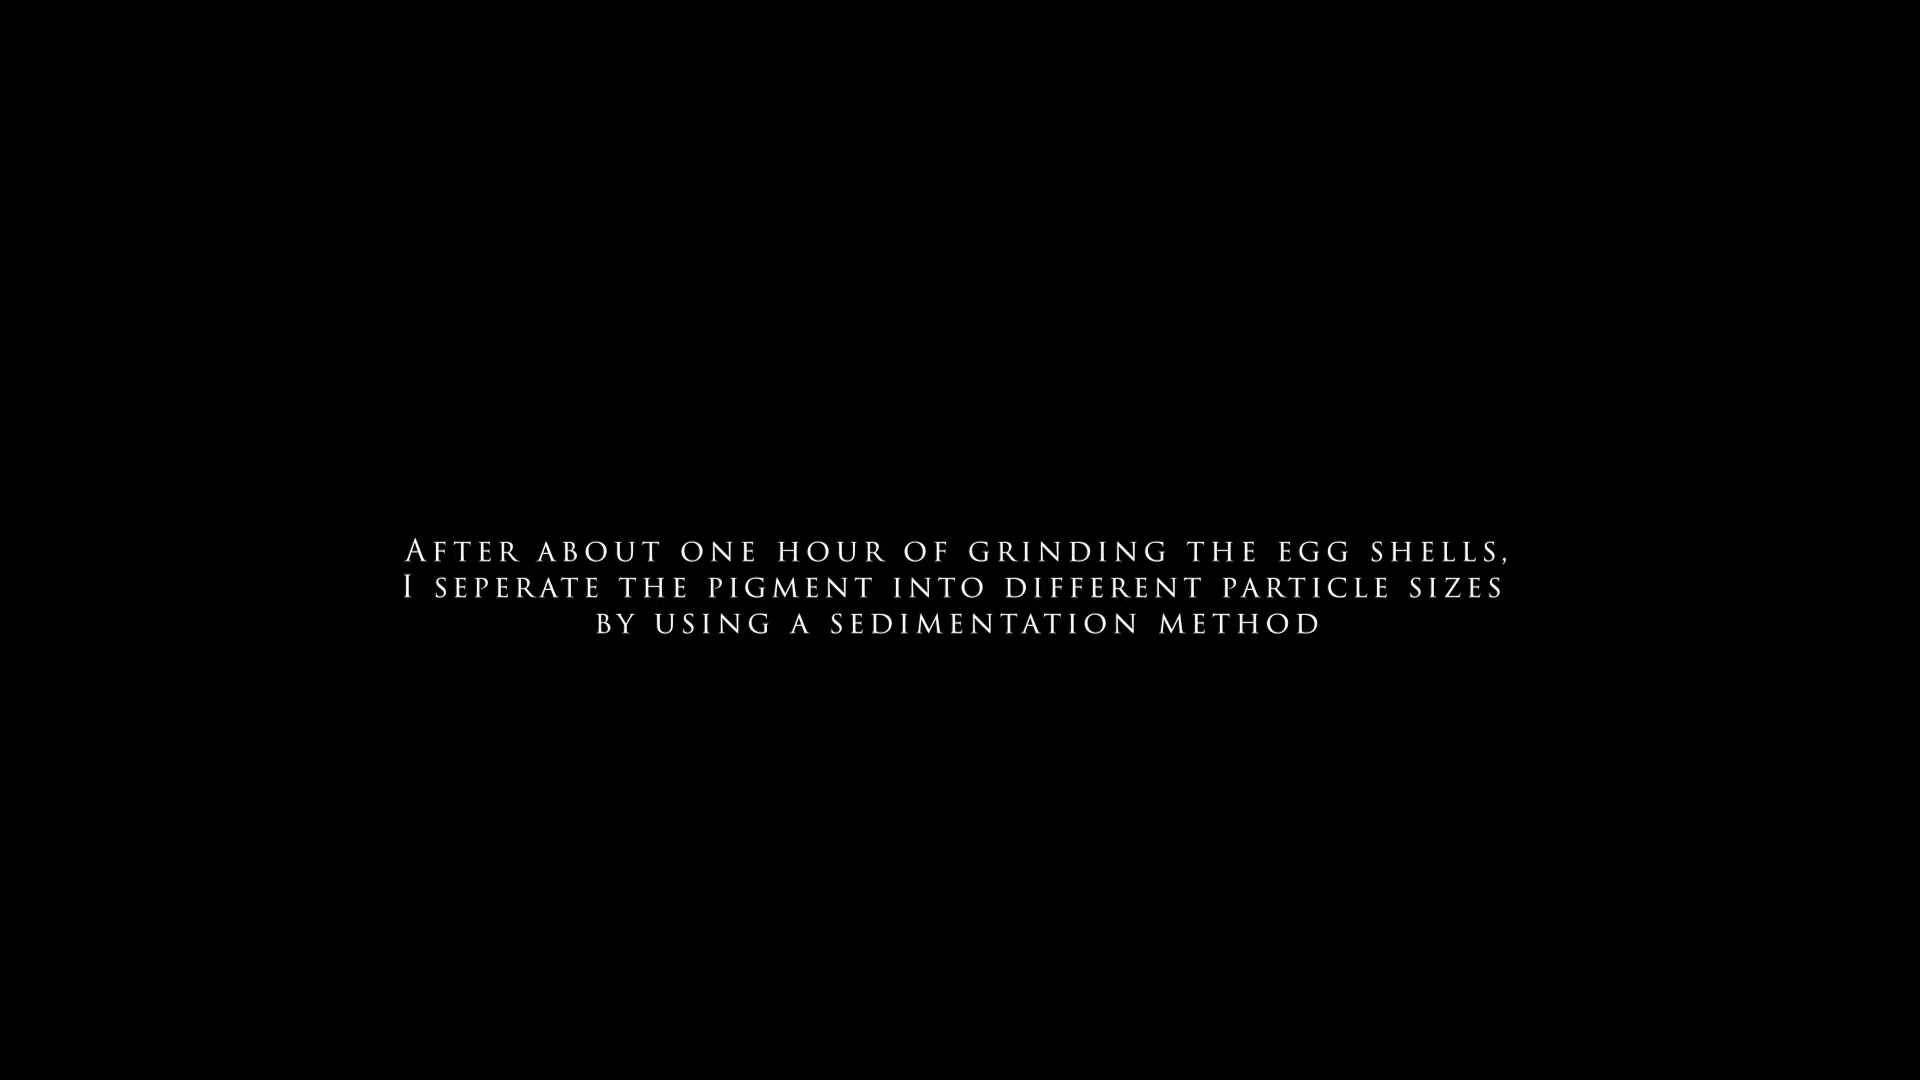 After about one hour of grinding the egg shells,
I seperate the pigment into different particle sizes
by using a sedimentation method